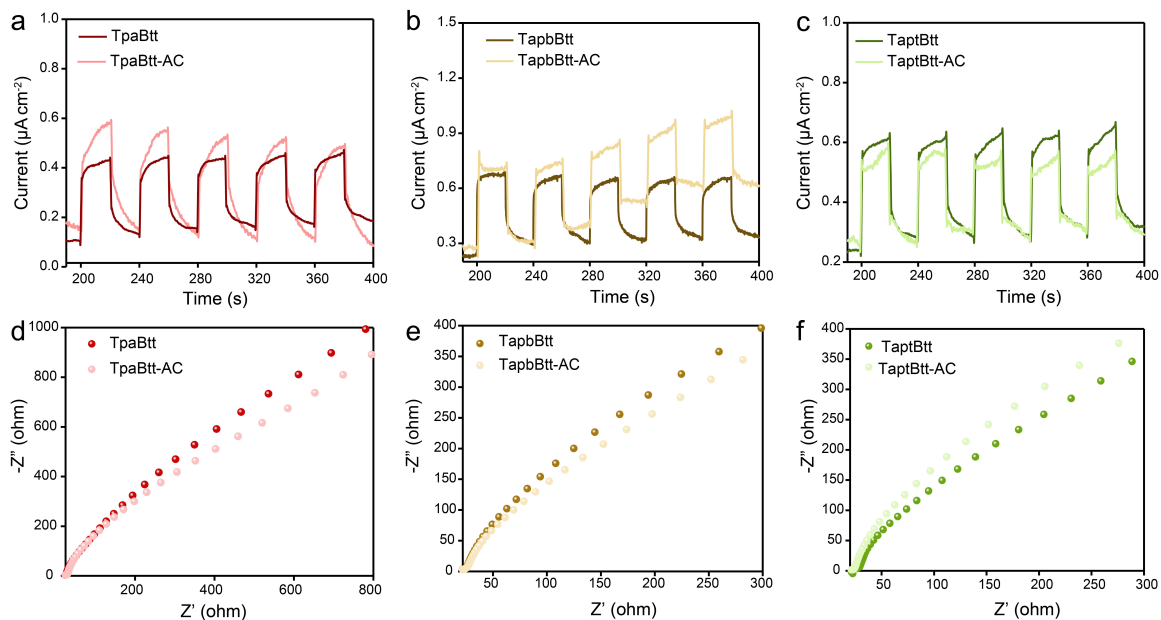 a
TpaBtt
TpaBtt-AC
Current (μA cm⁻²)
1.0
0.8
0.6
0.4
0.2
0.0
200 240 280 320 360 400
Time (s)
b
TapbBtt
TapbBtt-AC
Current (μA cm⁻²)
1.5
1.2
0.9
0.6
0.3
200 240 280 320 360 400
Time (s)
c
TaptBtt
TaptBtt-AC
Current (μA cm⁻²)
1.0
0.8
0.6
0.4
0.2
200 240 280 320 360 400
Time (s)
d
TpaBtt
TpaBtt-AC
-Z″ (ohm)
1000
800
600
400
200
0
200 400 600 800
Z’ (ohm)
e
TapbBtt
TapbBtt-AC
-Z″ (ohm)
400
350
300
250
200
150
100
50
0
50 100 150 200 250 300
Z’ (ohm)
f
TaptBtt
TaptBtt-AC
-Z″ (ohm)
400
350
300
250
200
150
100
50
0
50 100 150 200 250 300
Z’ (ohm)